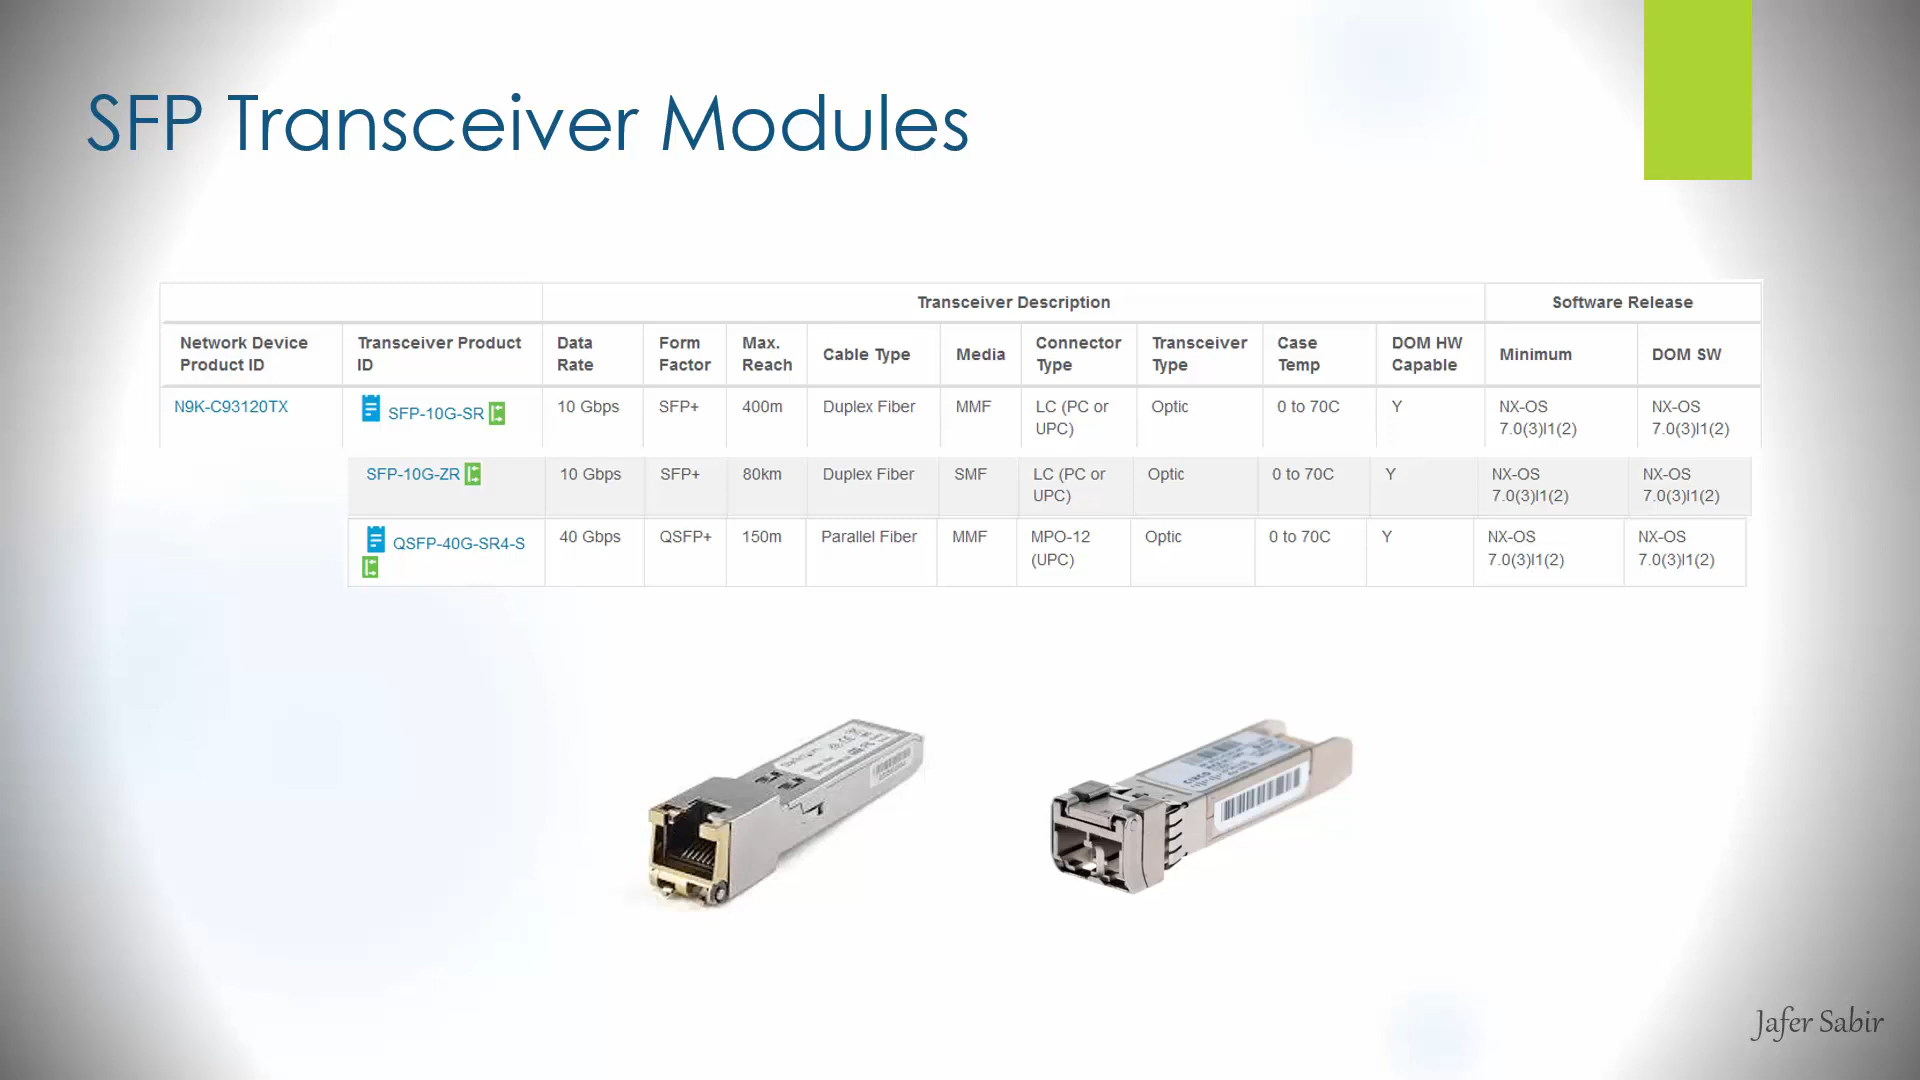 SFP Transceiver Modules
Transceiver Description Software Release
Network Device Product ID Transceiver Product ID Data Rate Form Factor Max. Reach Cable Type Media Connector Type Transceiver Type Case Temp DOM HW Capable Minimum DOM SW
N9K-C93120TX SFP-10G-SR 10 Gbps SFP+ 400m Duplex Fiber MMF LC (PC or UPC) Optic 0 to 70C Y NX-OS 7.0(3)I1(2) NX-OS 7.0(3)I1(2)
SFP-10G-ZR 10 Gbps SFP+ 80km Duplex Fiber SMF LC (PC or UPC) Optic 0 to 70C Y NX-OS 7.0(3)I1(2) NX-OS 7.0(3)I1(2)
QSFP-40G-SR4-S 40 Gbps QSFP+ 150m Parallel Fiber MMF MPO-12 (UPC) Optic 0 to 70C Y NX-OS 7.0(3)I1(2) NX-OS 7.0(3)I1(2)
CISCO
Jafer Sabir